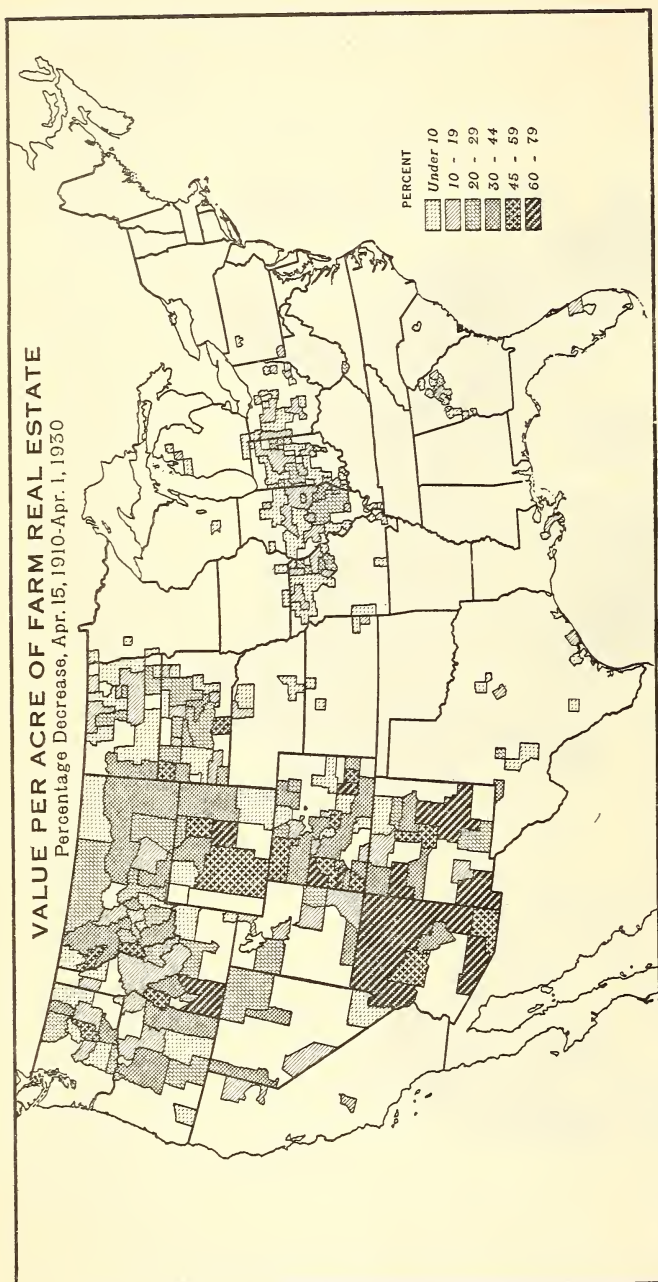 VALUE PER ACRE OF FARM REAL ESTATE
Percentage Decrease, Apr. 15, 1910-Apr. 1, 1930
PERCENT
Under 10
10 - 19
20 - 29
30 - 44
45 - 59
60 - 79